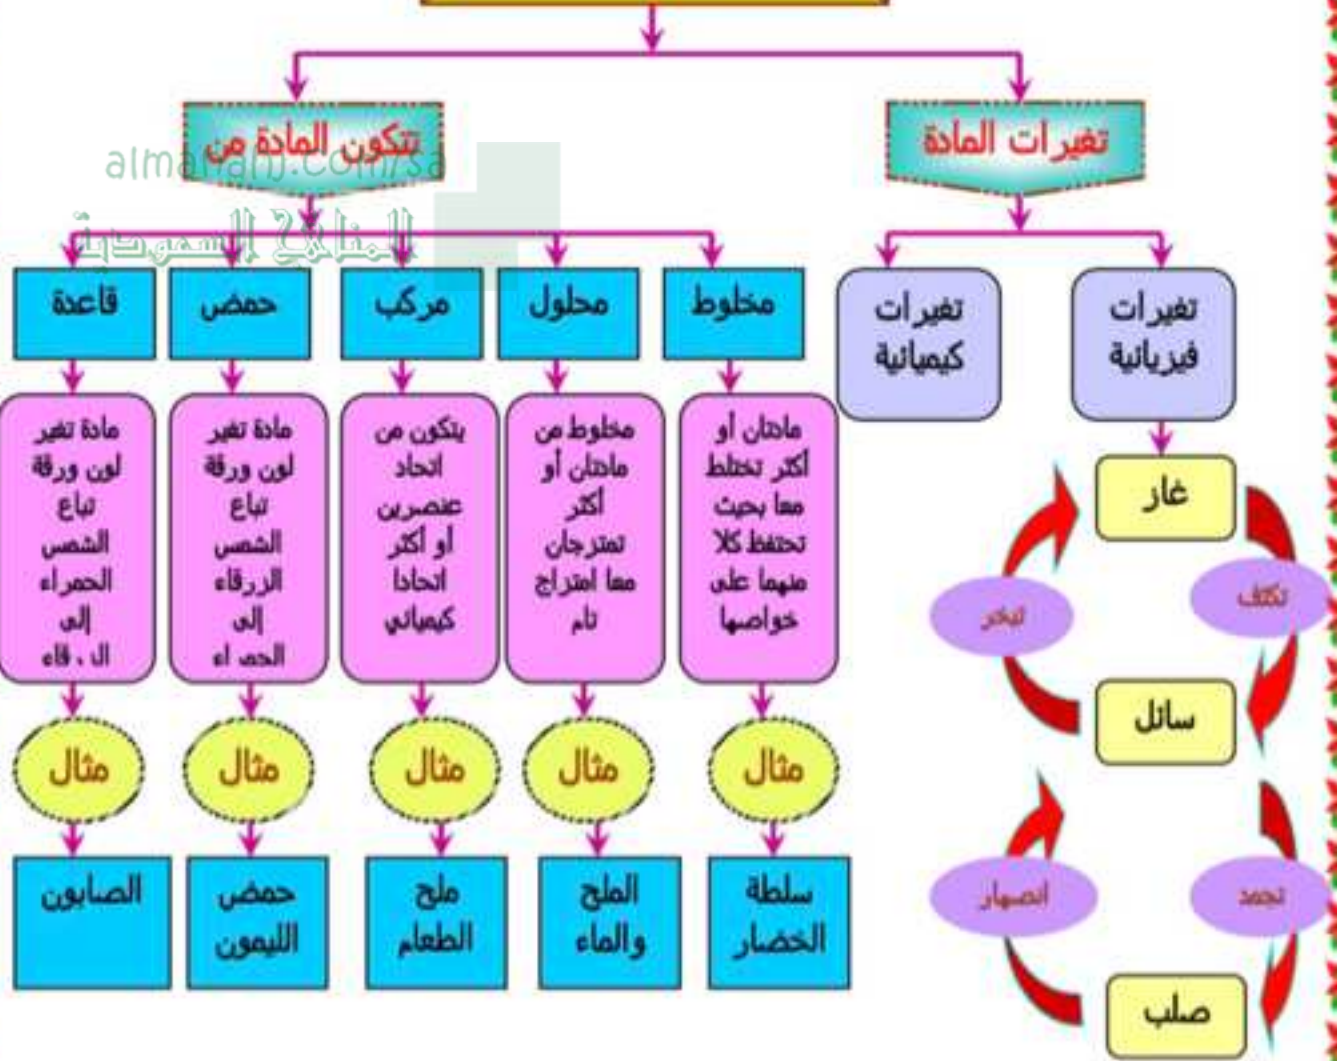 تغيرات المادة
تتكون المادة من
almanahj.com/sa
المناهج السعودية
تغيرات
فيزيائية
تغيرات
كيميائية
مخلوط
محلول
مركب
حمض
قاعدة
مادتان أو
أكثر تختلط
معا بحيث
تحتفظ كلا
منهما على
خواصها
مخلوط من
مادتان أو
أكثر
تمتزجان
معا امتزاج
تام
يتكون من
اتحاد
عنصرين
أو أكثر
اتحادا
كيميائي
مادة تغير
لون ورقة
تباع
الشمس
الزرقاء
إلى
الحمراء
مادة تغير
لون ورقة
تباع
الشمس
الحمراء
إلى
الزرقاء
مثال
مثال
مثال
مثال
مثال
سلطة
الخضار
الملح
والماء
ملح
الطعام
حمض
الليمون
الصابون
غاز
تكثف
تبخر
سائل
تجمد
انصهار
صلب